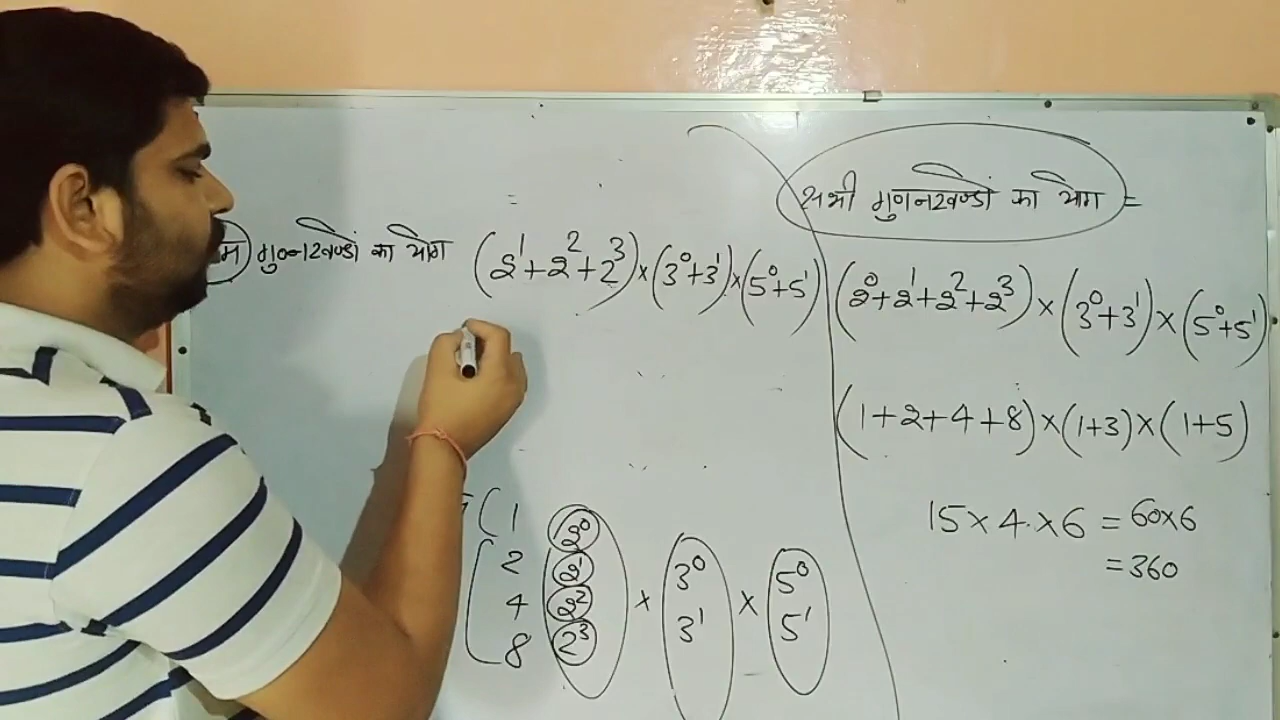 सभी गुणनखण्डों का योग =
=
म गुणनखण्डों का योग (2¹+2²+2³)×(3⁰+3¹)×(5⁰+5¹)
(2⁰+2¹+2²+2³)×(3⁰+3¹)×(5⁰+5¹)
(1+2+4+8)×(1+3)×(1+5)
15×4×6 = 60×6
= 360
1 2⁰
2 2¹ 3⁰ 5⁰
4 2² × 3¹ × 5¹
8 2³